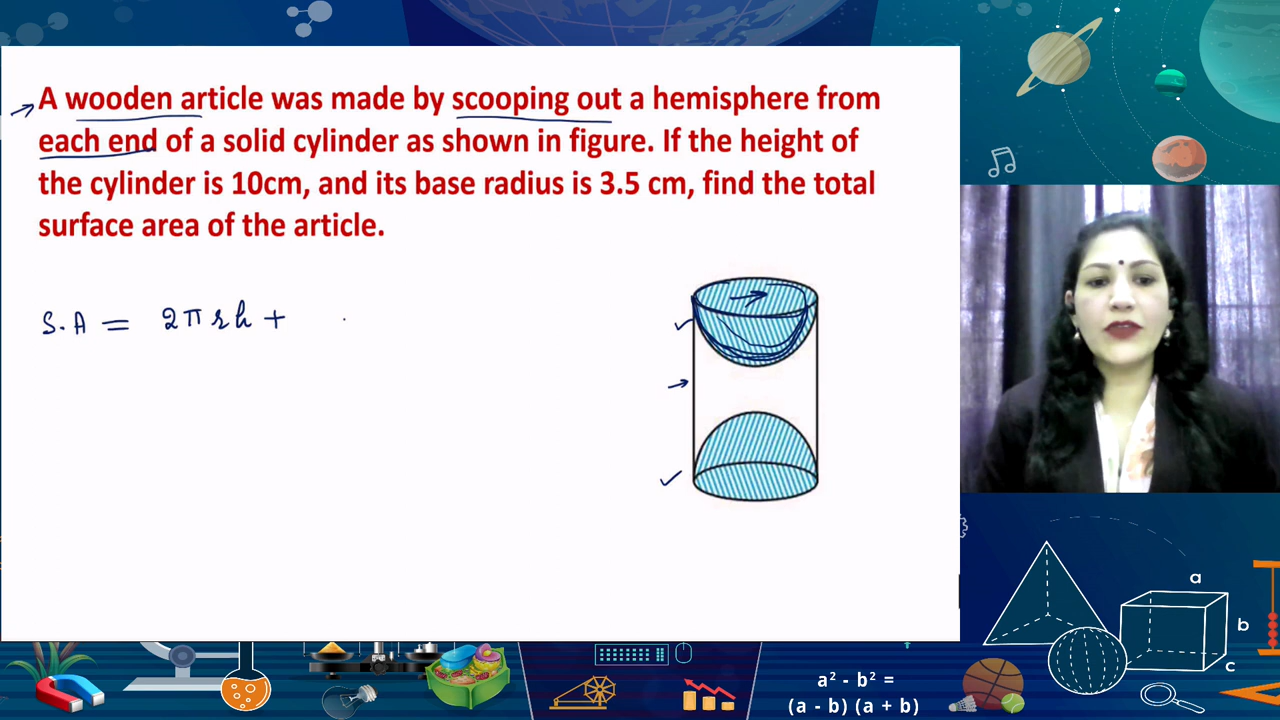 A wooden article was made by scooping out a hemisphere from
each end of a solid cylinder as shown in figure. If the height of
the cylinder is 10cm, and its base radius is 3.5 cm, find the total
surface area of the article.
S.A = 2πrh +
a
b
c
a² - b² =
(a - b) (a + b)